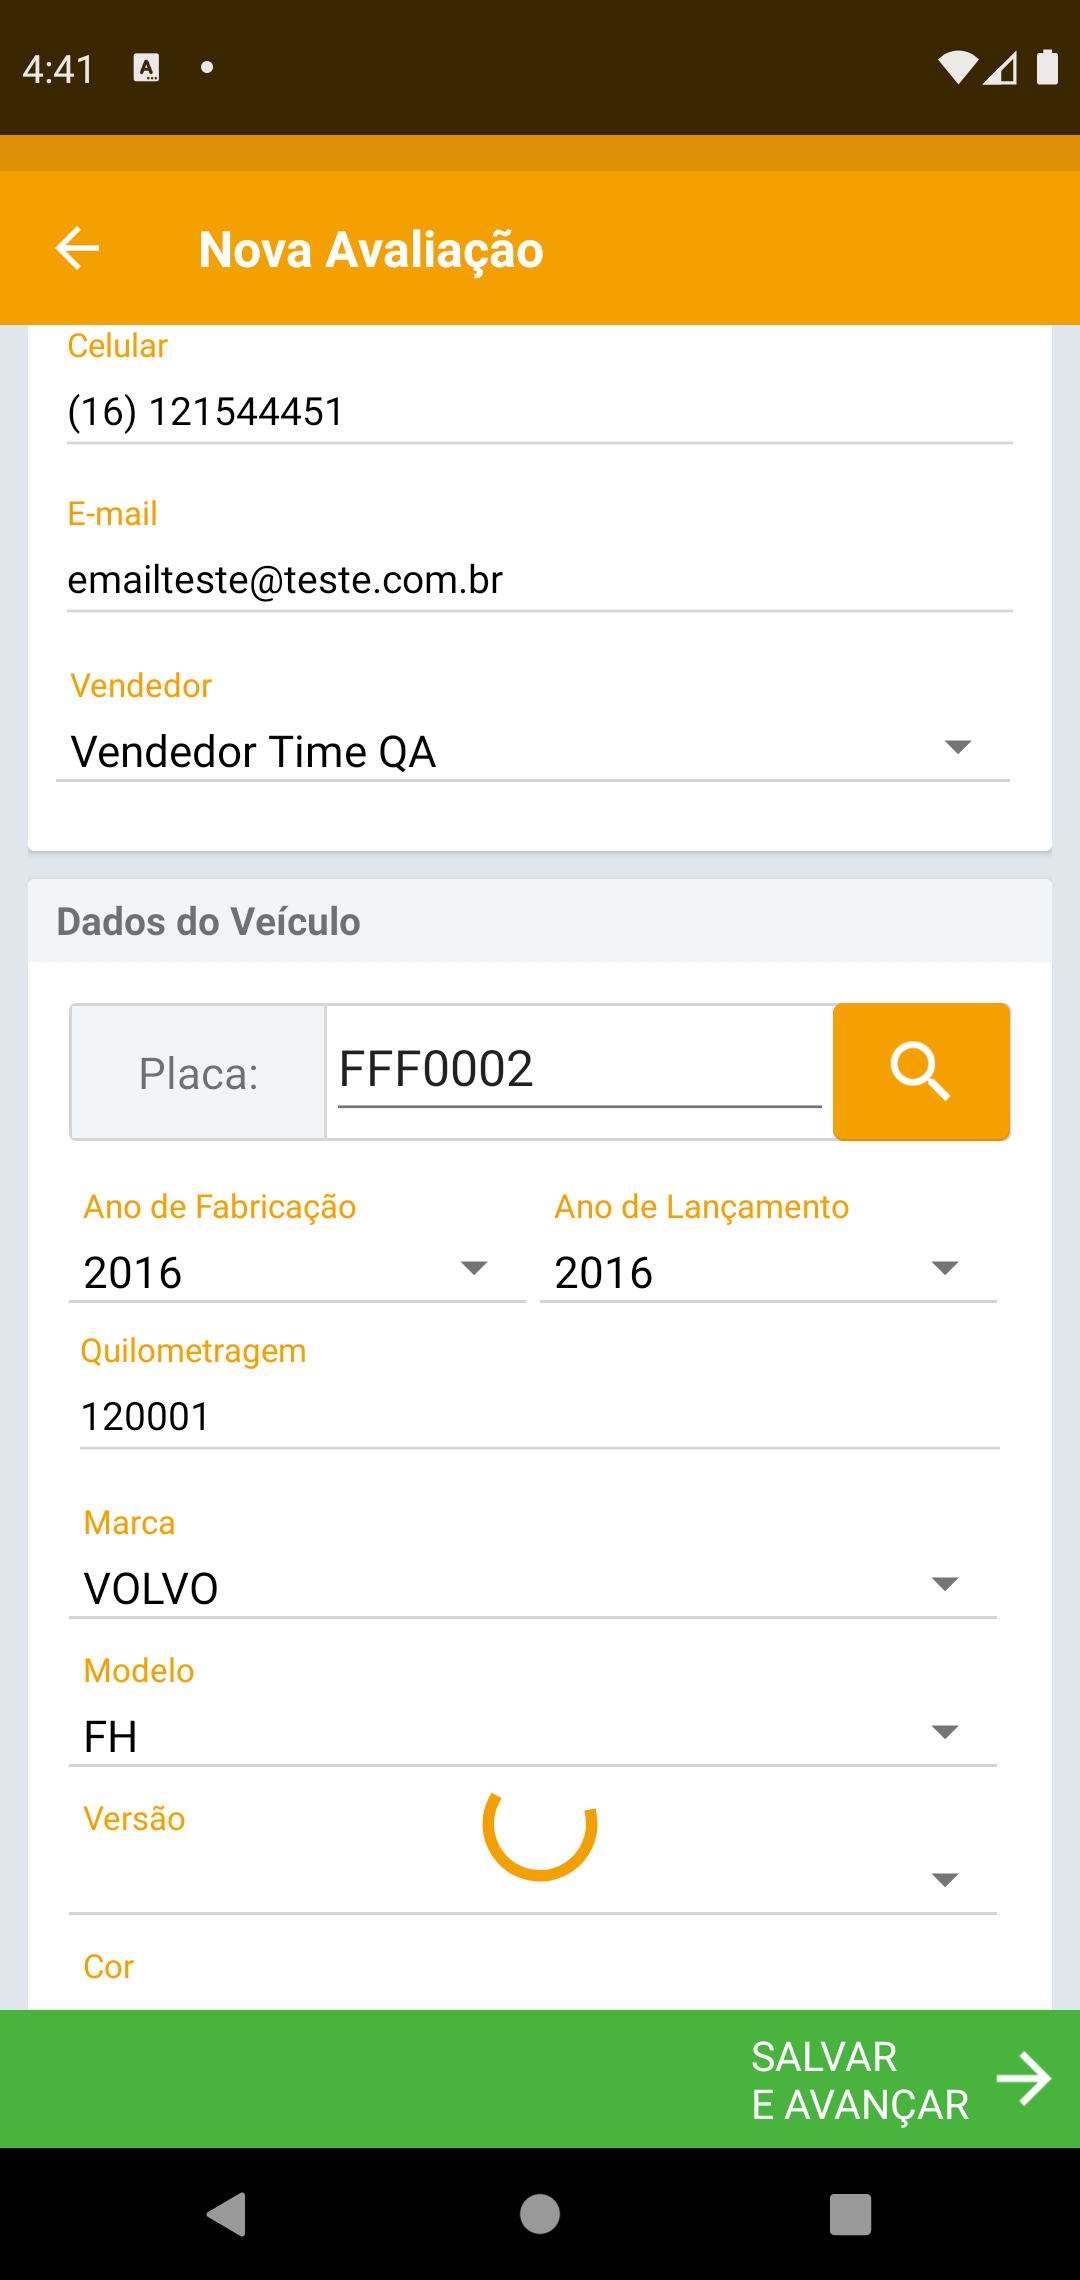 4:41
Nova Avaliação
Celular
(16) 121544451
E-mail
emailteste@teste.com.br
Vendedor
Vendedor Time QA
Dados do Veículo
Placa: FFF0002
Ano de Fabricação Ano de Lançamento
2016 2016
Quilometragem
120001
Marca
VOLVO
Modelo
FH
Versão
Cor
SALVAR
E AVANÇAR